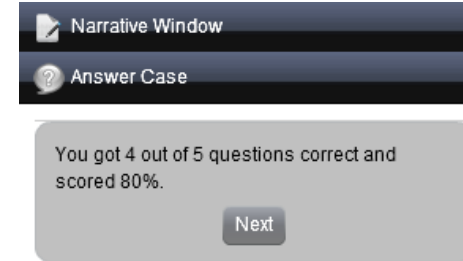 Narrative Window
Answer Case
You got 4 out of 5 questions correct and
scored 80%.
Next